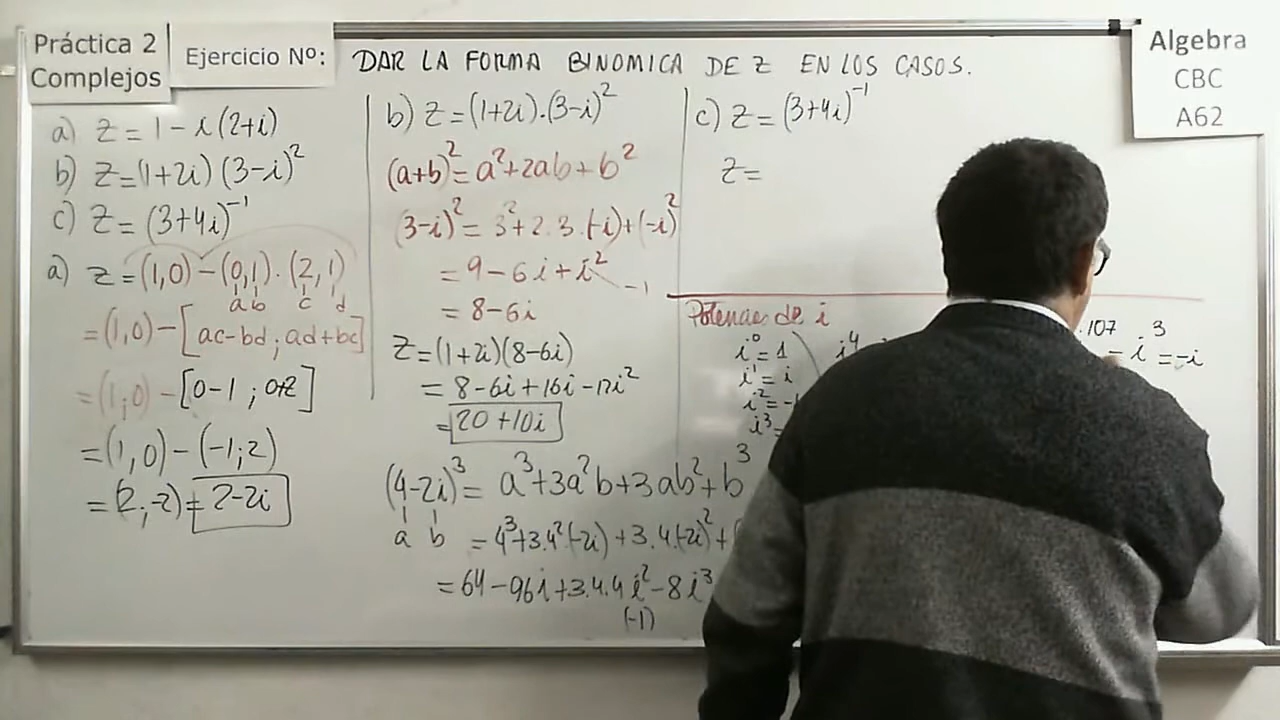 Práctica 2
Complejos
Ejercicio Nº:
DAR LA FORMA BINOMICA DE Z EN LOS CASOS.
Algebra
CBC
A62
a) z = 1 - i (2+i)
b) z = (1+2i) (3-i)²
c) z = (3+4i)⁻¹
a) z = (1,0) - (0,1) · (2,1)
a b c d
= (1,0) - [ac-bd ; ad+bc]
= (1;0) - [0-1 ; 0+2]
= (1,0) - (-1;2)
= (2;-2) = 2-2i
b) z = (1+2i) · (3-i)²
(a+b)² = a²+2ab+b²
(3-i)² = 3²+2.3.(-i)+(-i)²
= 9-6i+i²
-1
= 8-6i
z = (1+2i)(8-6i)
= 8-6i+16i-12i²
= 20+10i
(4-2i)³ = a³+3a²b+3ab²+b³
a b
= 4³+3.4²(-2i)+3.4.(-2i)²+(
= 64-96i+3.4.4i²-8i³
(-1)
c) z = (3+4i)⁻¹
z =
Potencias de i
i⁰ = 1
i¹ = i
i² = -1
i³ =
i⁴
107
- i³ = -i